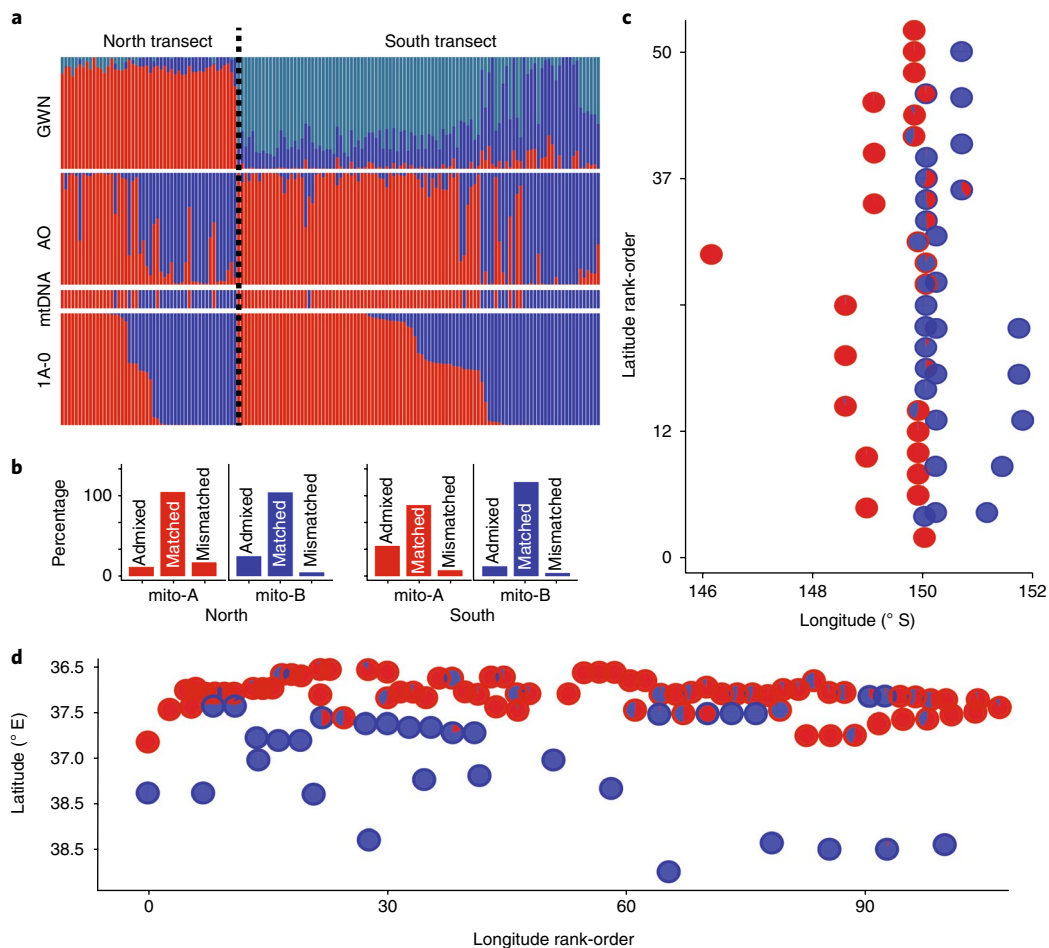 a
North transect
South transect
GWN
AO
mtDNA
1A-0
b
Percentage
100
0
Admixed
Matched
Mismatched
Admixed
Matched
Mismatched
Admixed
Matched
Mismatched
Admixed
Matched
Mismatched
mito-A
mito-B
mito-A
mito-B
North
South
c
Latitude rank-order
50
37
12
0
146
148
150
152
Longitude (° S)
d
Latitude (° E)
36.5
37.5
37.0
38.5
38.5
0
30
60
90
Longitude rank-order